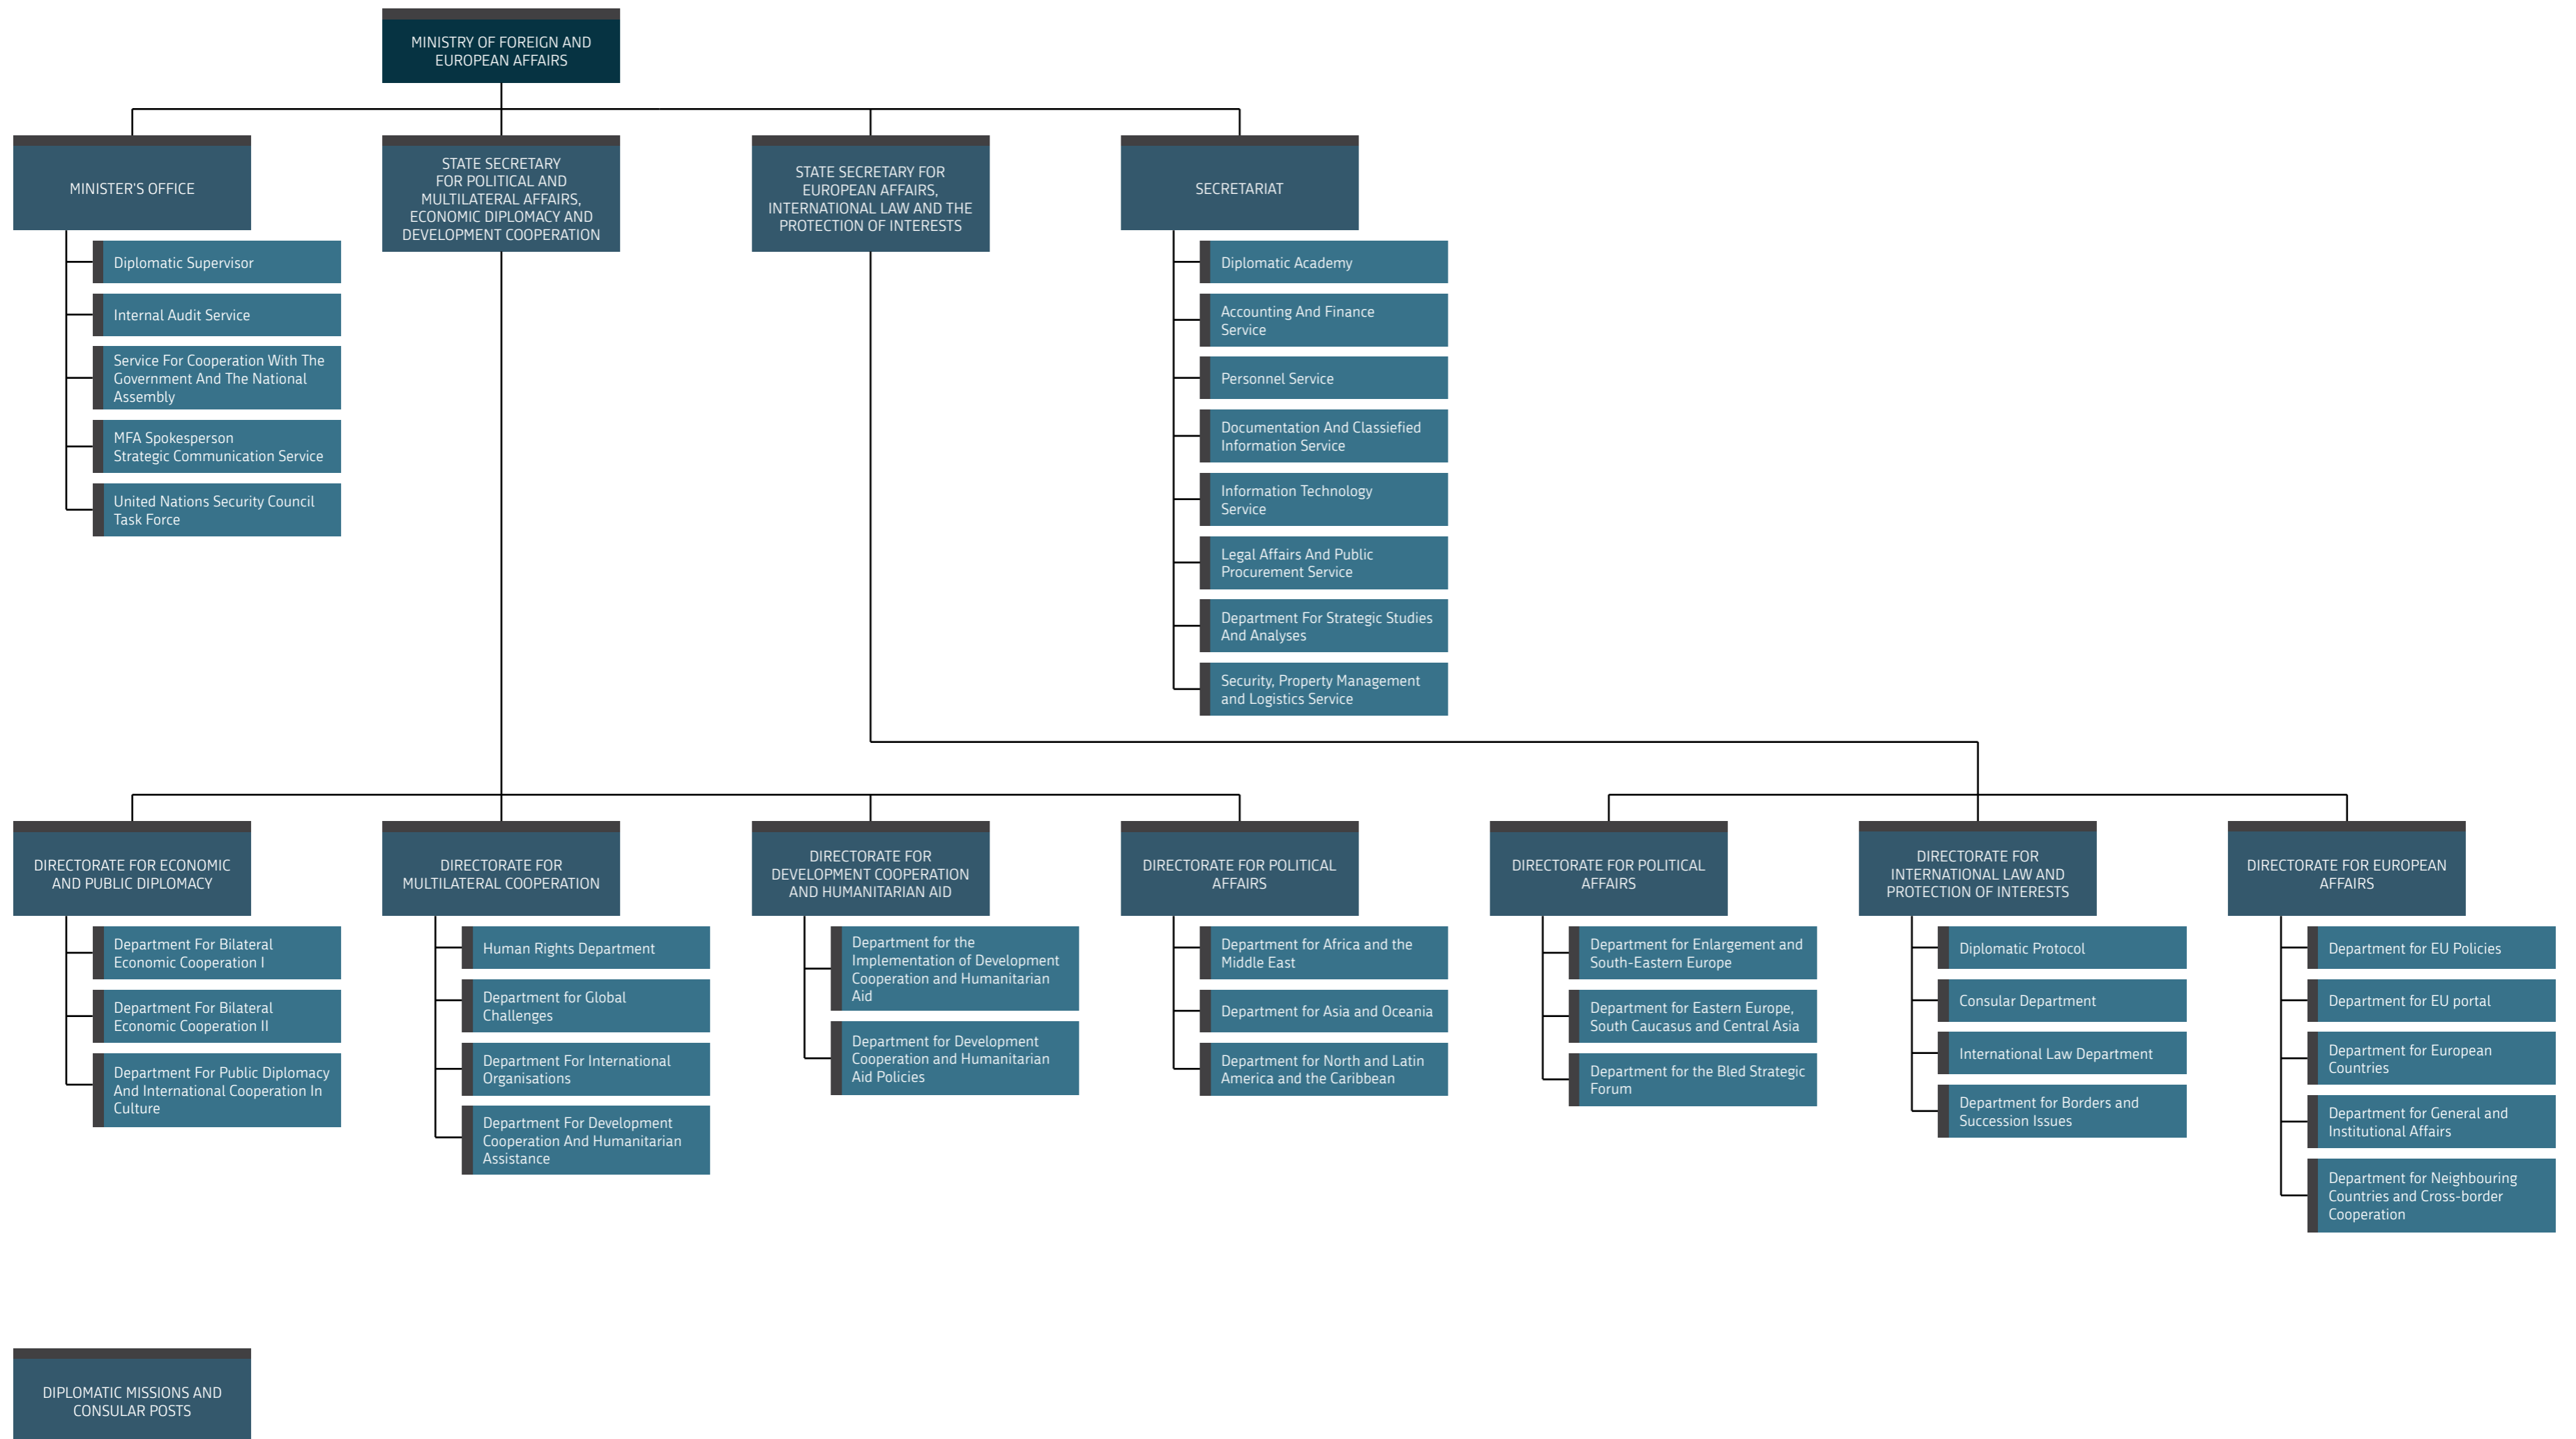 MINISTRY OF FOREIGN AND
EUROPEAN AFFAIRS
MINISTER'S OFFICE
Diplomatic Supervisor
Internal Audit Service
Service For Cooperation With The
Government And The National
Assembly
MFA Spokesperson
Strategic Communication Service
United Nations Security Council
Task Force
STATE SECRETARY
FOR POLITICAL AND
MULTILATERAL AFFAIRS,
ECONOMIC DIPLOMACY AND
DEVELOPMENT COOPERATION
STATE SECRETARY FOR
EUROPEAN AFFAIRS,
INTERNATIONAL LAW AND THE
PROTECTION OF INTERESTS
SECRETARIAT
Diplomatic Academy
Accounting And Finance
Service
Personnel Service
Documentation And Classiefied
Information Service
Information Technology
Service
Legal Affairs And Public
Procurement Service
Department For Strategic Studies
And Analyses
Security, Property Management
and Logistics Service
DIRECTORATE FOR ECONOMIC
AND PUBLIC DIPLOMACY
Department For Bilateral
Economic Cooperation I
Department For Bilateral
Economic Cooperation II
Department For Public Diplomacy
And International Cooperation In
Culture
DIRECTORATE FOR
MULTILATERAL COOPERATION
Human Rights Department
Department for Global
Challenges
Department For International
Organisations
Department For Development
Cooperation And Humanitarian
Assistance
DIRECTORATE FOR
DEVELOPMENT COOPERATION
AND HUMANITARIAN AID
Department for the
Implementation of Development
Cooperation and Humanitarian
Aid
Department for Development
Cooperation and Humanitarian
Aid Policies
DIRECTORATE FOR POLITICAL
AFFAIRS
Department for Africa and the
Middle East
Department for Asia and Oceania
Department for North and Latin
America and the Caribbean
DIRECTORATE FOR POLITICAL
AFFAIRS
Department for Enlargement and
South-Eastern Europe
Department for Eastern Europe,
South Caucasus and Central Asia
Department for the Bled Strategic
Forum
DIRECTORATE FOR
INTERNATIONAL LAW AND
PROTECTION OF INTERESTS
Diplomatic Protocol
Consular Department
International Law Department
Department for Borders and
Succession Issues
DIRECTORATE FOR EUROPEAN
AFFAIRS
Department for EU Policies
Department for EU portal
Department for European
Countries
Department for General and
Institutional Affairs
Department for Neighbouring
Countries and Cross-border
Cooperation
DIPLOMATIC MISSIONS AND
CONSULAR POSTS